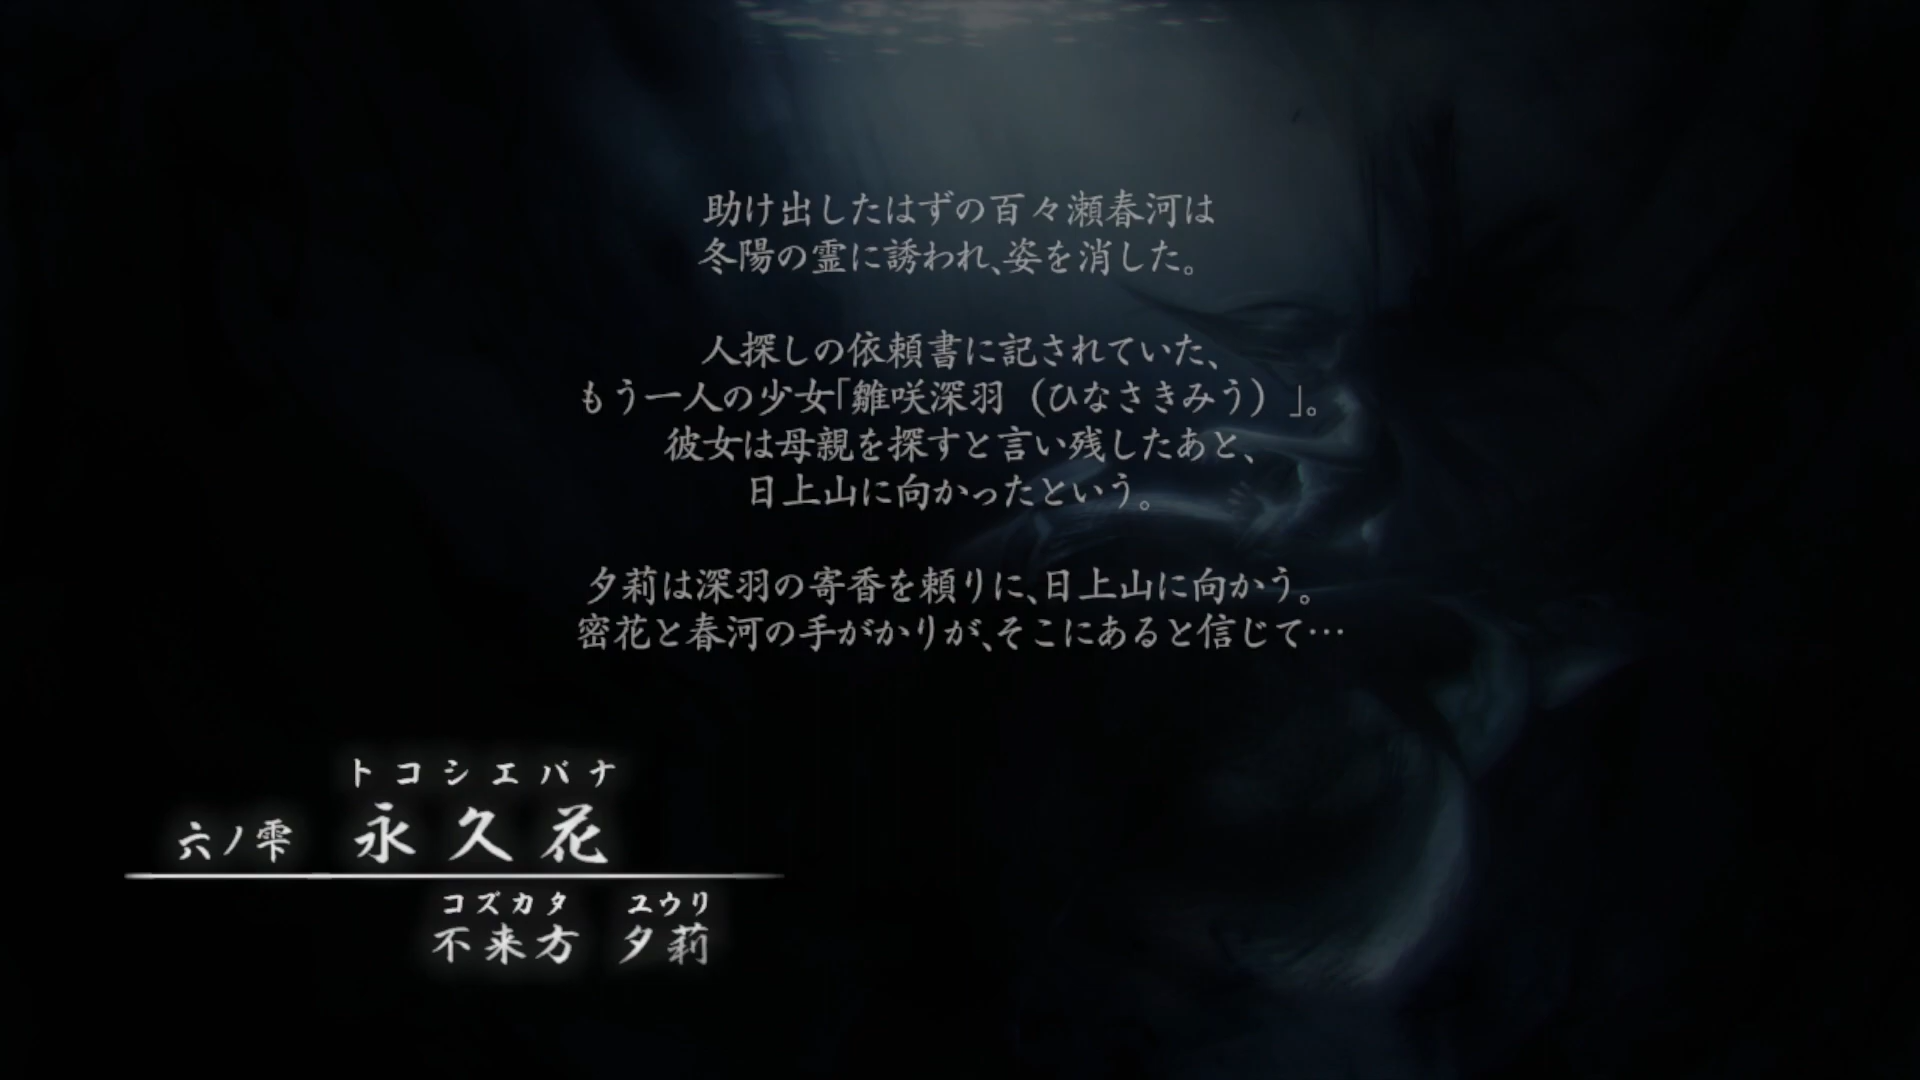 助け出したはずの百々瀬春河は
冬陽の霊に誘われ、姿を消した。
人探しの依頼書に記されていた、
もう一人の少女「雛咲深羽（ひなさきみう）」。
彼女は母親を探すと言い残したあと、
日上山に向かったという。
夕莉は深羽の寄香を頼りに、日上山に向かう。
密花と春河の手がかりが、そこにあると信じて…
トコシエバナ
六ノ雫 永久花
コズカタ ユウリ
不来方 夕莉